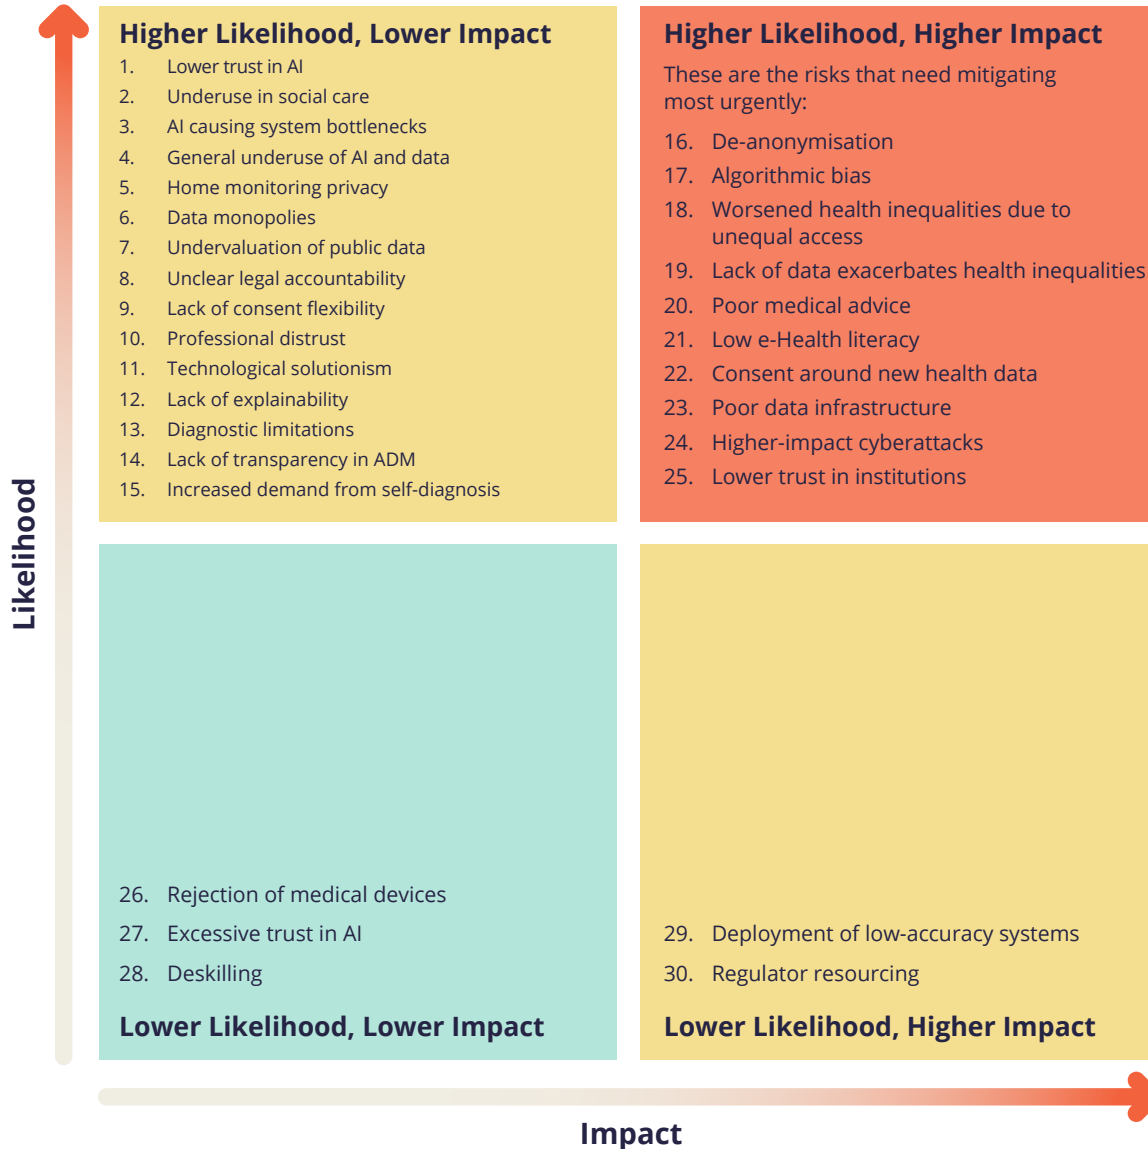 Higher Likelihood, Lower Impact
1. Lower trust in AI
2. Underuse in social care
3. AI causing system bottlenecks
4. General underuse of AI and data
5. Home monitoring privacy
6. Data monopolies
7. Undervaluation of public data
8. Unclear legal accountability
9. Lack of consent flexibility
10. Professional distrust
11. Technological solutionism
12. Lack of explainability
13. Diagnostic limitations
14. Lack of transparency in ADM
15. Increased demand from self-diagnosis
Higher Likelihood, Higher Impact
These are the risks that need mitigating
most urgently:
16. De-anonymisation
17. Algorithmic bias
18. Worsened health inequalities due to
unequal access
19. Lack of data exacerbates health inequalities
20. Poor medical advice
21. Low e-Health literacy
22. Consent around new health data
23. Poor data infrastructure
24. Higher-impact cyberattacks
25. Lower trust in institutions
Likelihood
26. Rejection of medical devices
27. Excessive trust in AI
28. Deskilling
Lower Likelihood, Lower Impact
29. Deployment of low-accuracy systems
30. Regulator resourcing
Lower Likelihood, Higher Impact
Impact